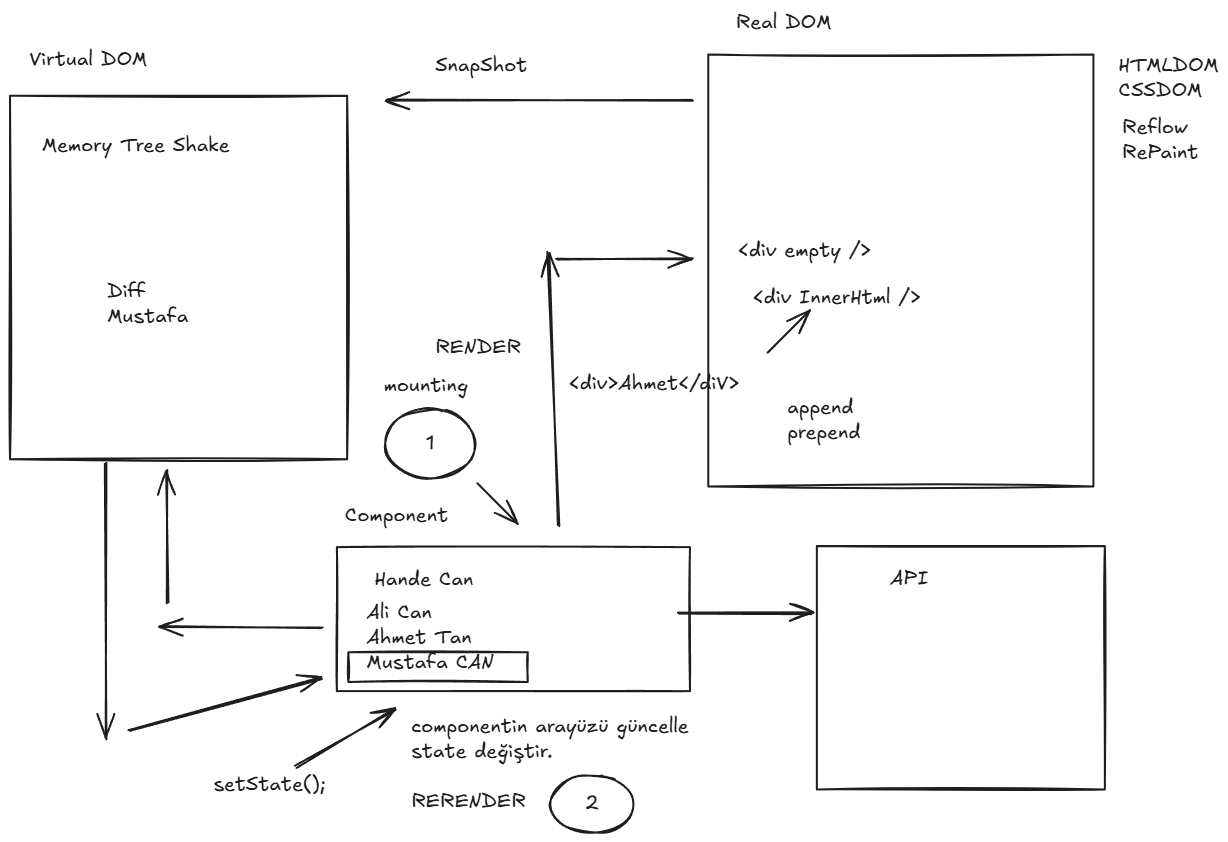 Real DOM
Virtual DOM
SnapShot
HTMLDOM
CSSDOM
Reflow
RePaint
Memory Tree Shake
<div empty />
<div InnerHtml />
Diff
Mustafa
RENDER
mounting
<div>Ahmet</diV>
append
prepend
1
Component
Hande Can
Ali Can
Ahmet Tan
Mustafa CAN
API
componentin arayüzü güncelle
state değiştir.
setState();
RERENDER
2